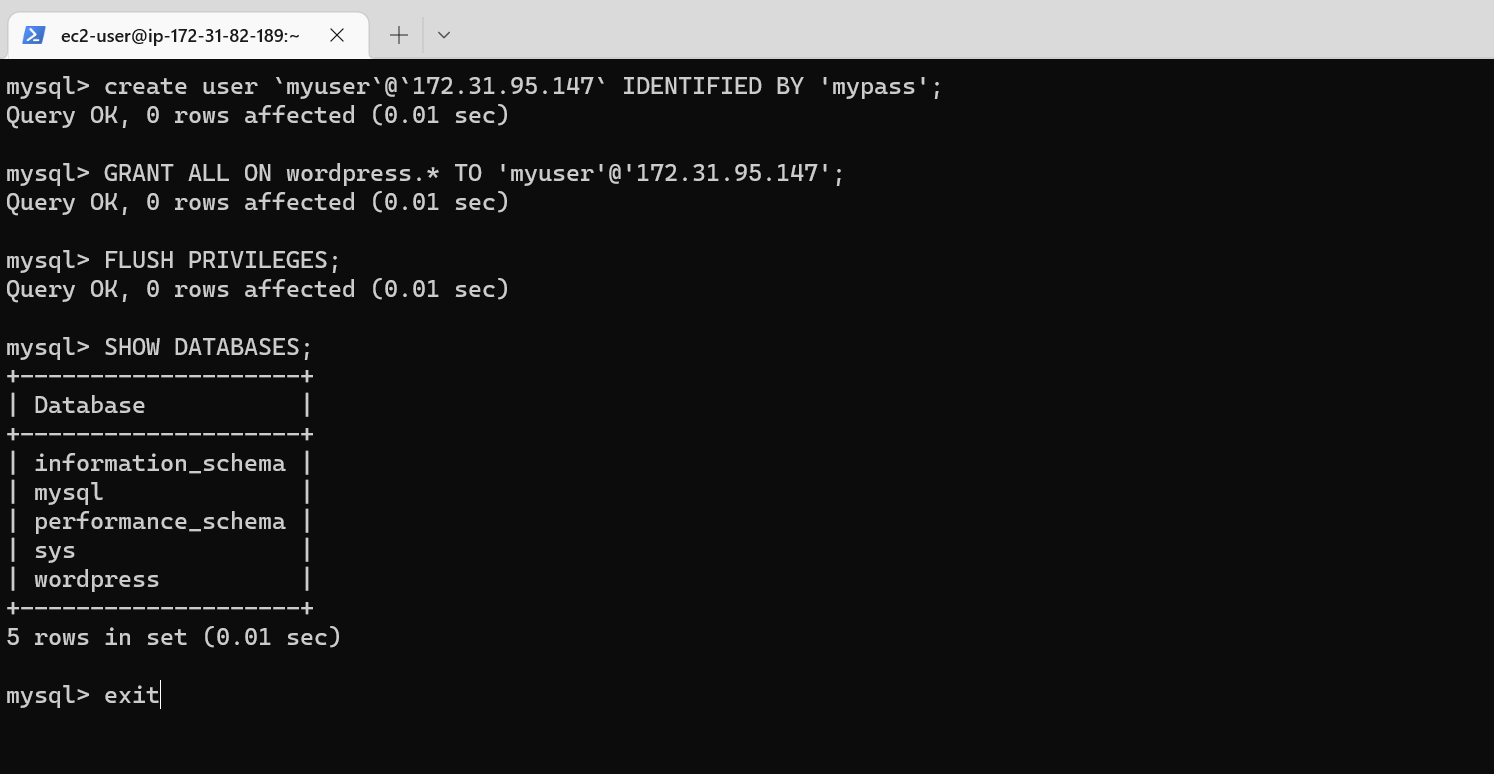 ec2-user@ip-172-31-82-189:~
mysql> create user `myuser`@`172.31.95.147` IDENTIFIED BY 'mypass';
Query OK, 0 rows affected (0.01 sec)
mysql> GRANT ALL ON wordpress.* TO 'myuser'@'172.31.95.147';
Query OK, 0 rows affected (0.01 sec)
mysql> FLUSH PRIVILEGES;
Query OK, 0 rows affected (0.01 sec)
mysql> SHOW DATABASES;
+--------------------+
| Database           |
+--------------------+
| information_schema |
| mysql              |
| performance_schema |
| sys                |
| wordpress          |
+--------------------+
5 rows in set (0.01 sec)
mysql> exit